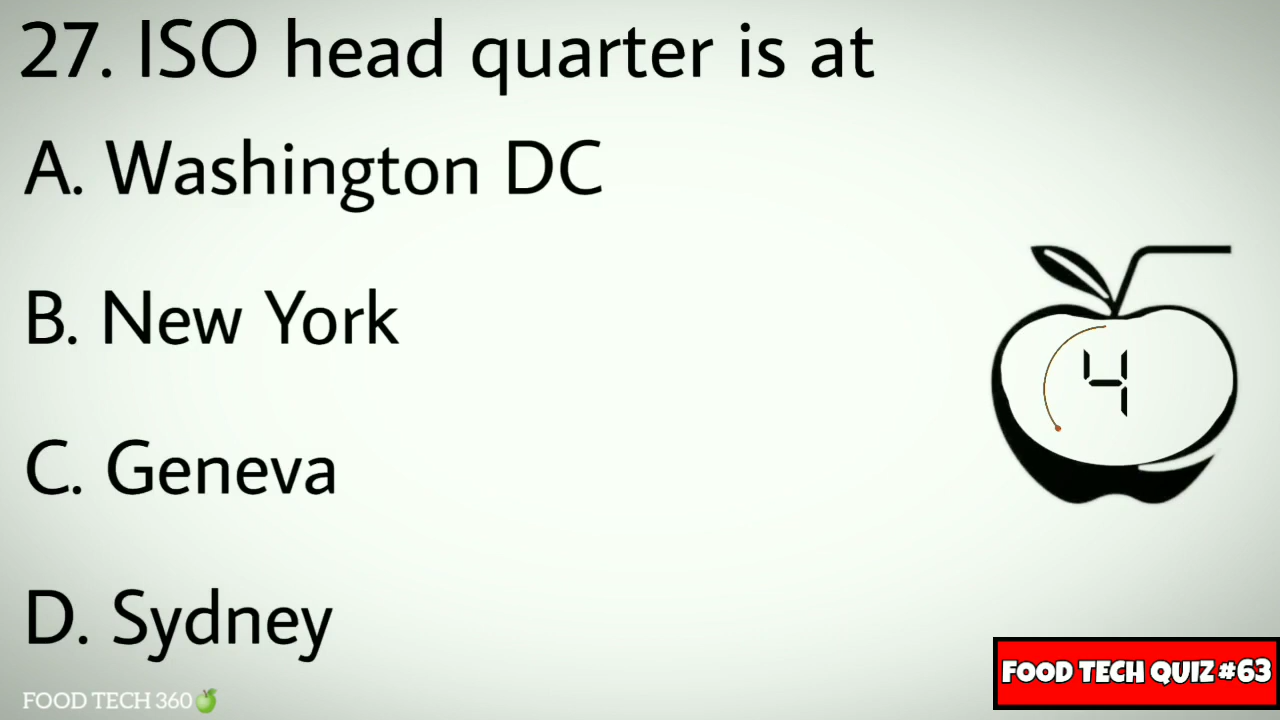 27. ISO head quarter is at
A. Washington DC
B. New York
C. Geneva
4
D. Sydney
FOOD TECH QUIZ #63
FOOD TECH 360